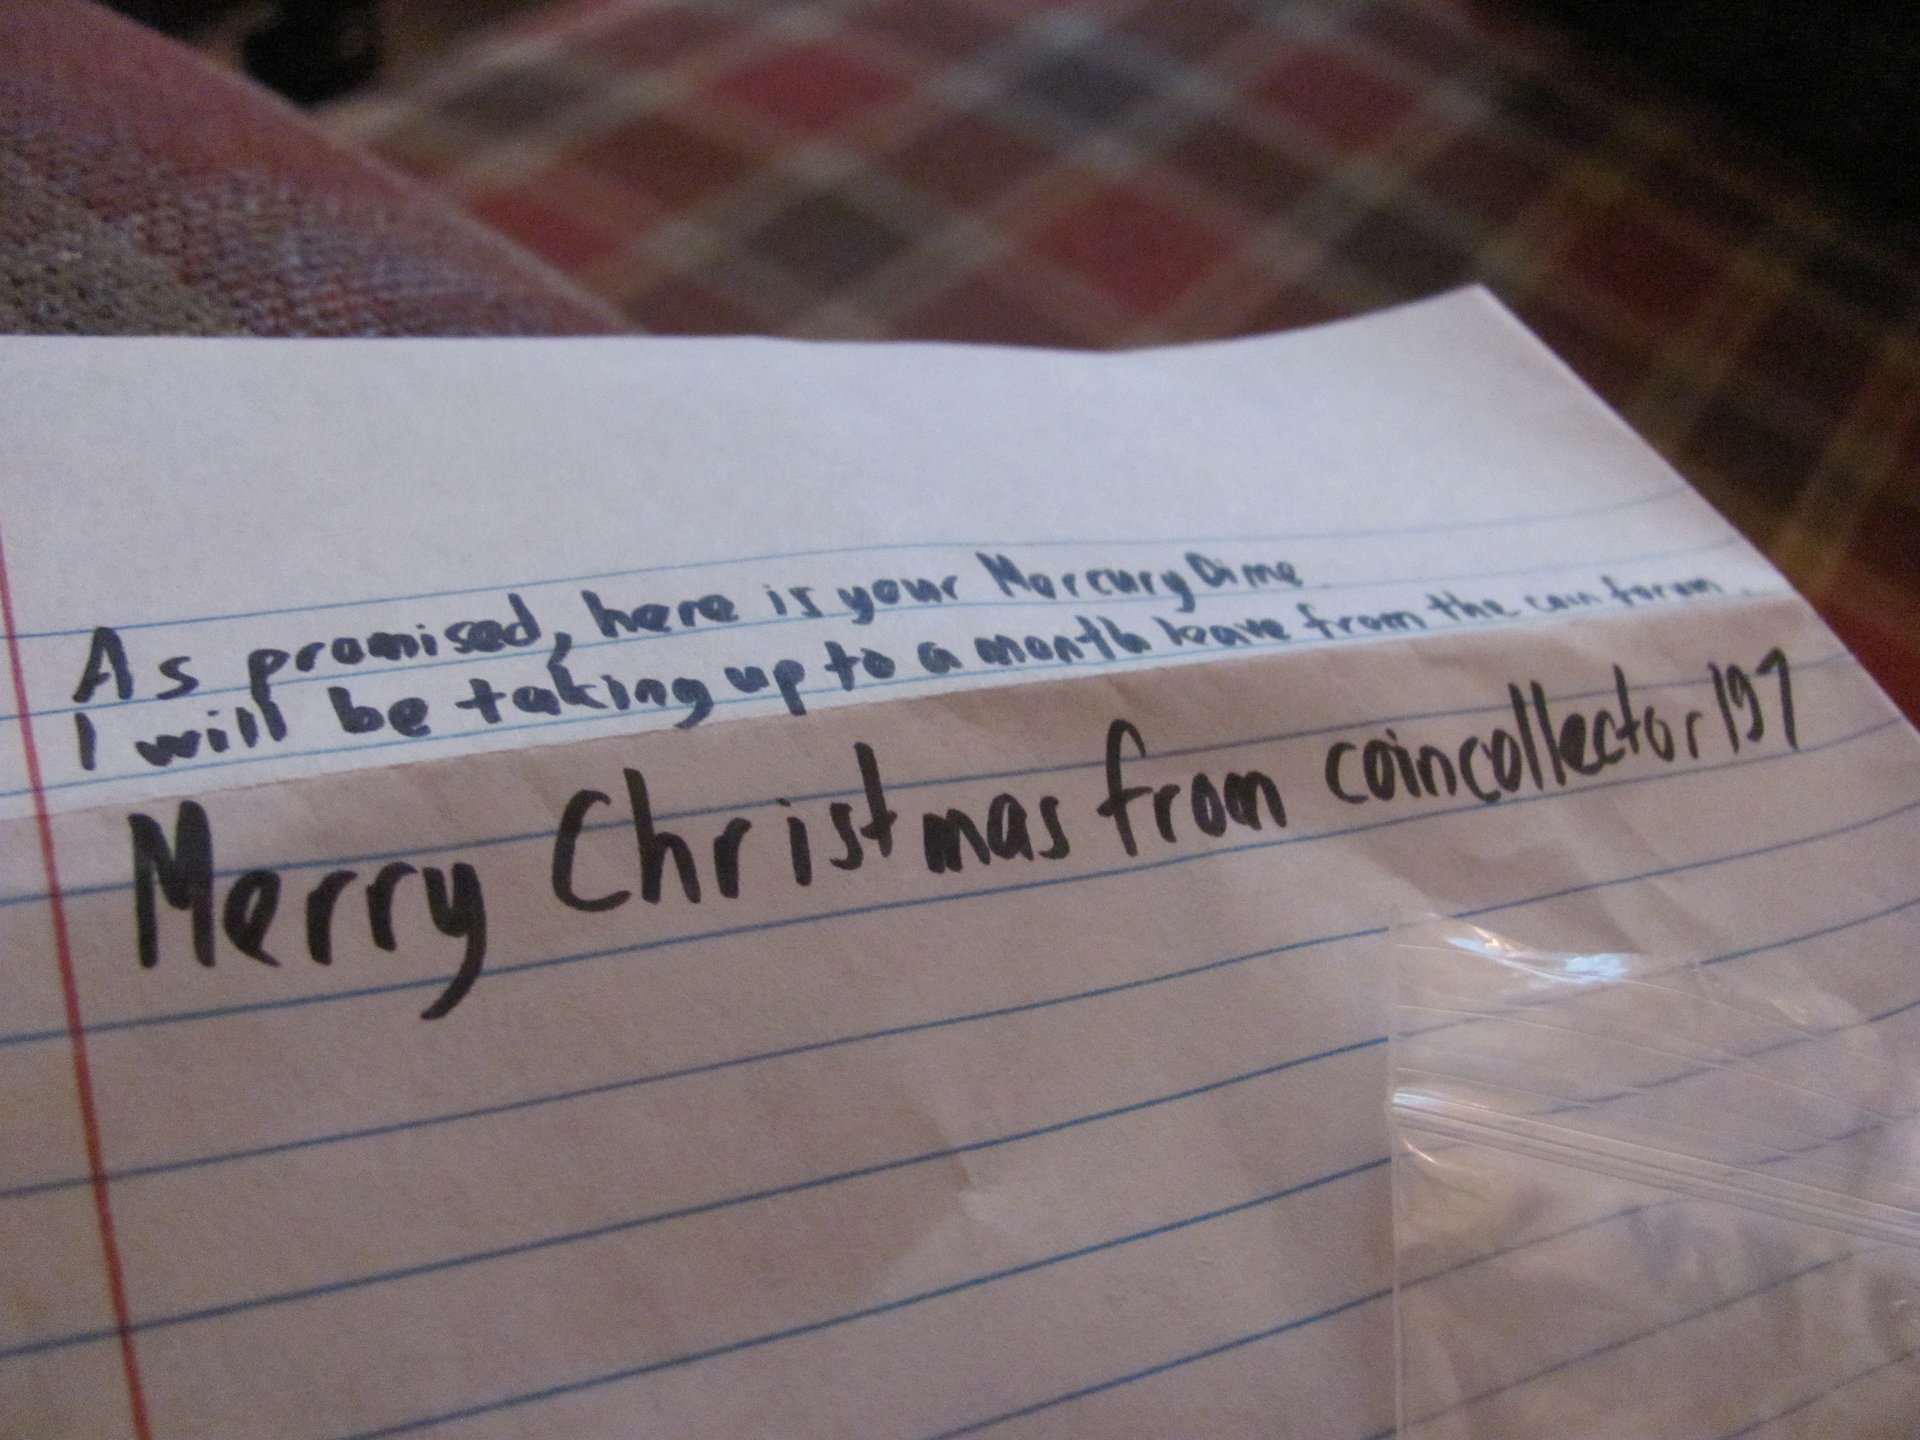 As promised, here is your Mercury Dime.
I will be taking up to a month leave from the coin forum.
Merry Christmas from coincollector197